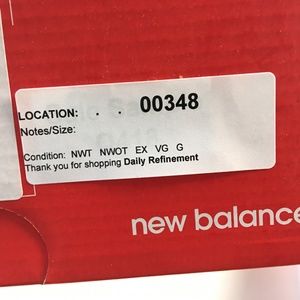 LOCATION: . . 00348
Notes/Size:
Condition: NWT NWOT EX VG G
Thank you for shopping Daily Refinement
new balance